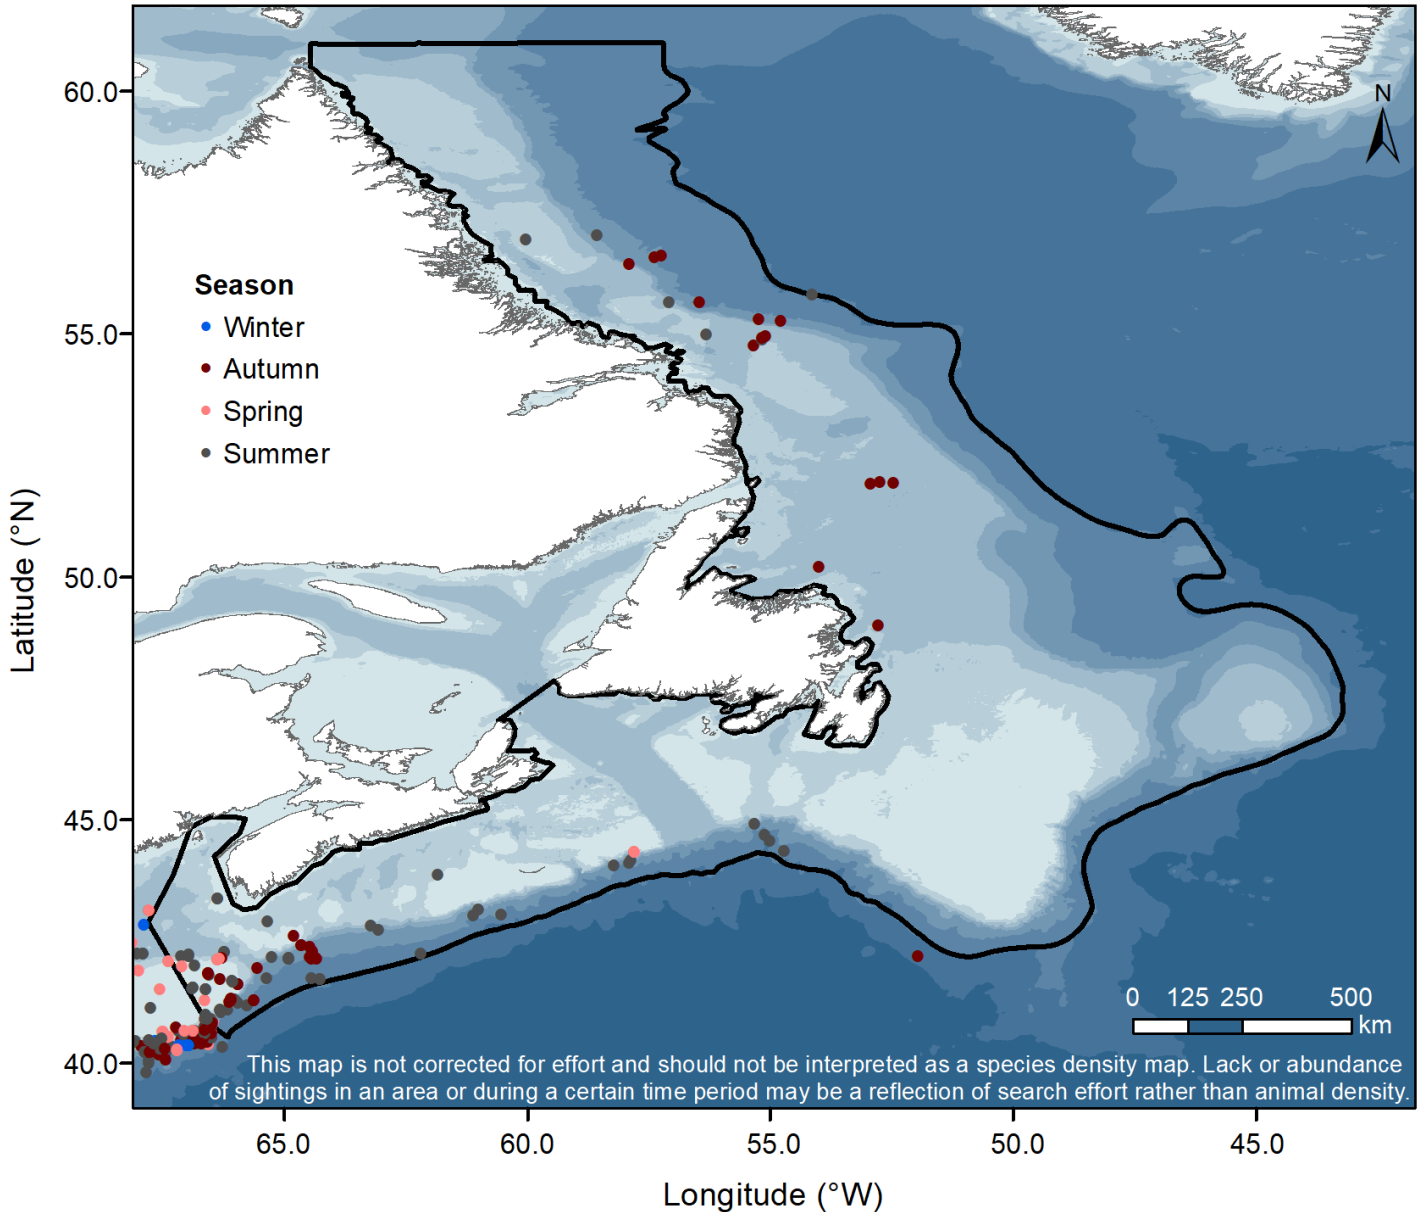 N
60.0
55.0
50.0
45.0
40.0
Latitude (°N)
Season
Winter
Autumn
Spring
Summer
0 125 250 500
km
This map is not corrected for effort and should not be interpreted as a species density map. Lack or abundance
of sightings in an area or during a certain time period may be a reflection of search effort rather than animal density.
65.0 60.0 55.0 50.0 45.0
Longitude (°W)